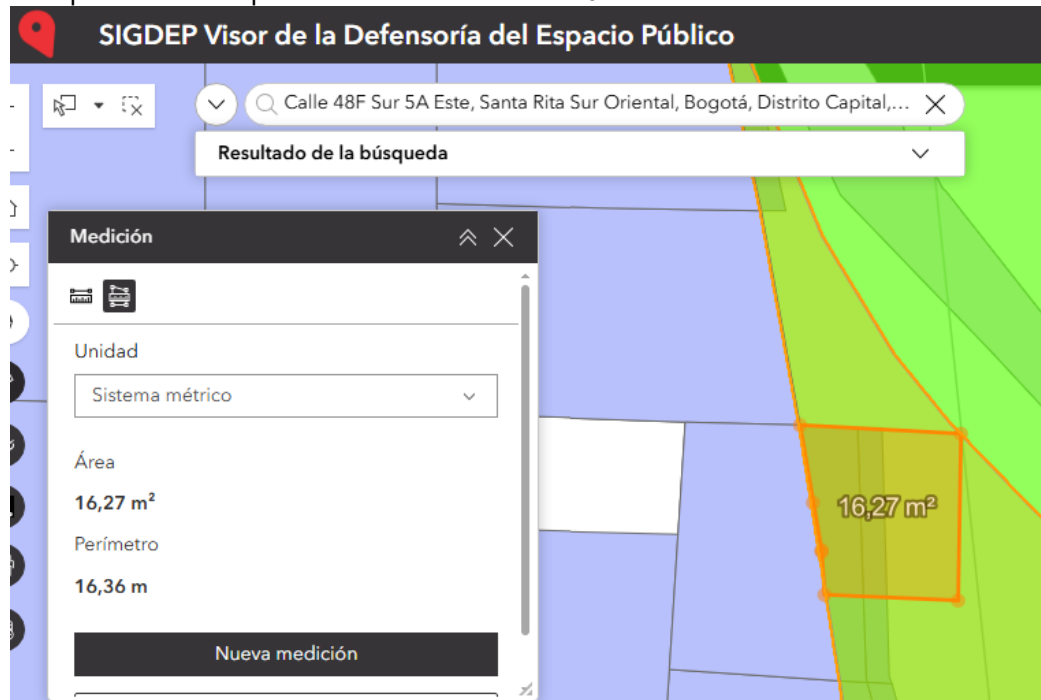 SIGDEP Visor de la Defensoría del Espacio Público
Calle 48F Sur 5A Este, Santa Rita Sur Oriental, Bogotá, Distrito Capital,...
Resultado de la búsqueda
Medición
Unidad
Sistema métrico
Área
16,27 m²
Perímetro
16,36 m
Nueva medición
16,27 m²